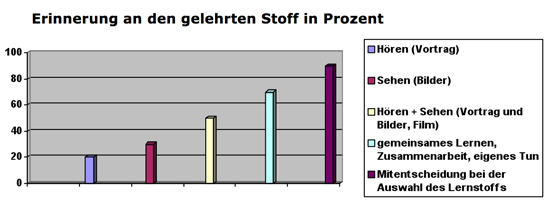 Erinnerung an den gelehrten Stoff in Prozent
100
80
60
40
20
0
Hören (Vortrag)
Sehen (Bilder)
Hören + Sehen (Vortrag und
Bilder, Film)
gemeinsames Lernen,
Zusammenarbeit, eigenes Tun
Mitentscheidung bei der
Auswahl des Lernstoffs